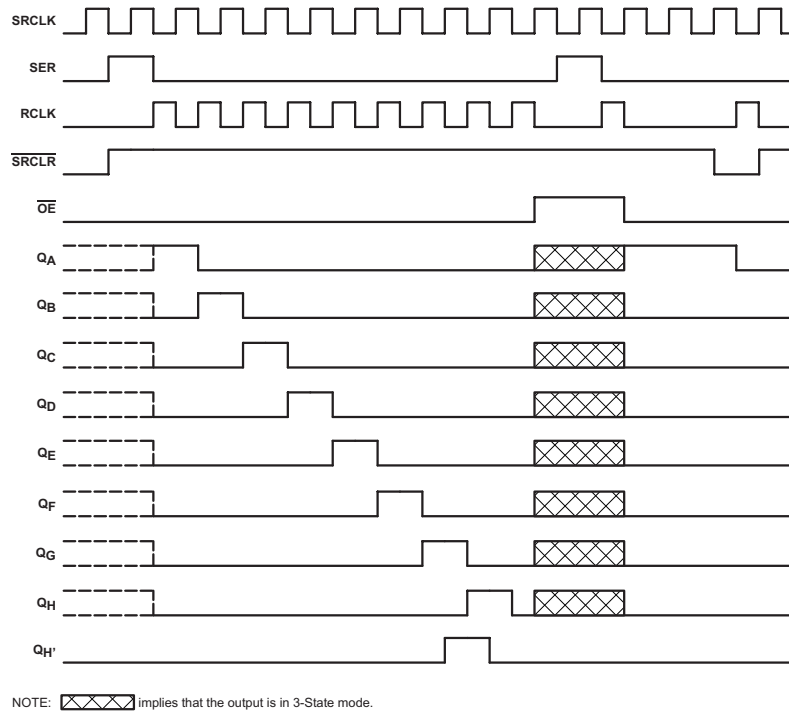 SRCLK
SER
RCLK
SRCLR
OE
QA
QB
QC
QD
QE
QF
QG
QH
QH'
NOTE: implies that the output is in 3-State mode.